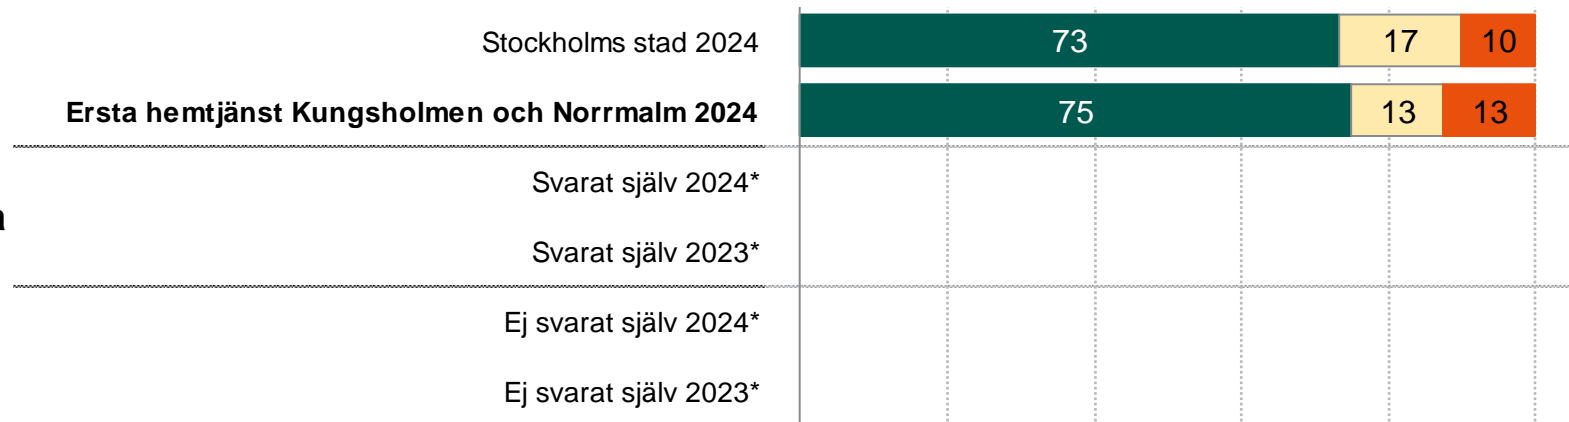 Stockholms stad 2024 73 17 10
Ersta hemtjänst Kungsholmen och Norrmalm 2024 75 13 13
Svarat själv 2024*
Svarat själv 2023*
Ej svarat själv 2024*
Ej svarat själv 2023*